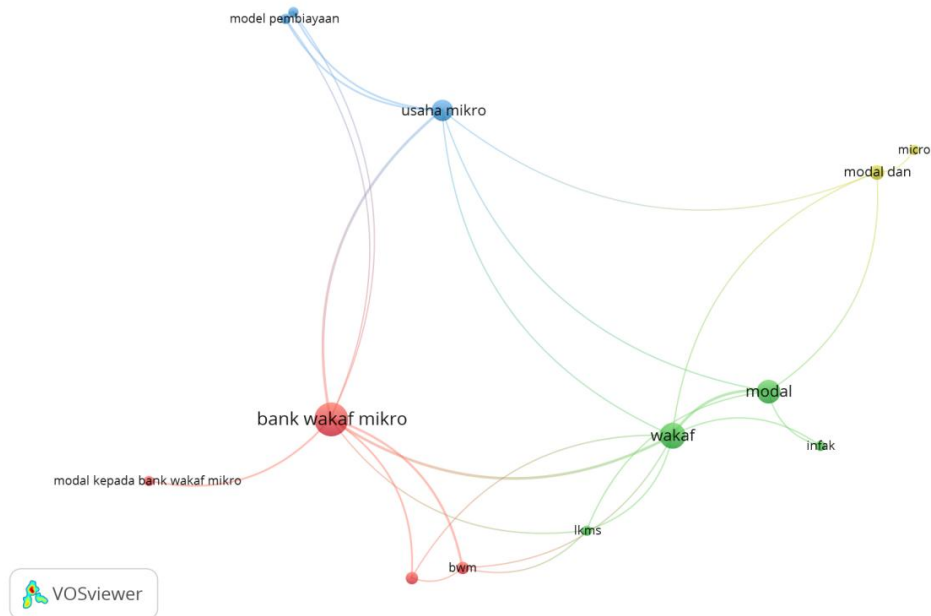 model pembiayaan
usaha mikro
micro
modal dan
modal
bank wakaf mikro
wakaf
infak
modal kepada bank wakaf mikro
lkms
bwm
VOSviewer